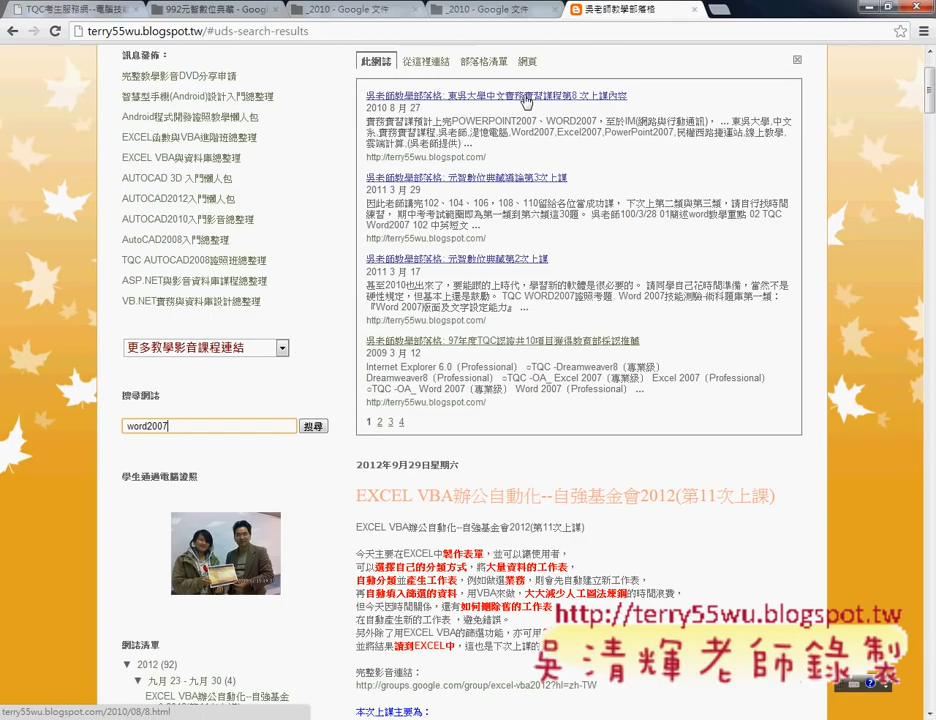 TQC考生服務網--電腦技
992元智數位典藏 - Googl
_2010 - Google 文件
_2010 - Google 文件
吳老師教學部落格
terry55wu.blogspot.tw/#uds-search-results
訊息發佈：
完整教學影音DVD分享申請
智慧型手機(Android)設計入門總整理
Android程式開發證照教學懶人包
EXCEL函數與VBA進階班總整理
EXCEL VBA與資料庫總整理
AUTOCAD 3D 入門懶人包
AUTOCAD2012入門懶人包
AUTOCAD2010入門影音總整理
AutoCAD2008入門總整理
TQC AUTOCAD2008證照班總整理
ASP.NET與影音資料庫課程總整理
VB.NET實務與資料庫設計總整理
更多教學影音課程連結
搜尋網誌
word2007
搜尋
學生通過電腦證照
網誌清單
▼ 2012 (92)
▼ 九月 23 - 九月 30 (4)
EXCEL VBA辦公自動化--自強基金會
terry55wu.blogspot.tw/2010/08/8.html
此網誌
從這裡連結
部落格清單
網頁
吳老師教學部落格: 東吳大學中文實務實習課程第8 次上課內容
2010 8 月 27
實務實習課預計上完POWERPOINT2007、WORD2007，至於IM(網路與行動通訊)， ... 東吳大學,中文
系,實務實習課程,吳老師,浸憶電腦,Word2007,Excel2007,PowerPoint2007,民權西路捷運站,線上教學,
雲端計算,(吳老師提供) ...
http://terry55wu.blogspot.com/
吳老師教學部落格: 元智數位典藏導論第3次上課
2011 3 月 29
因此老師講完102、104、106、108、110留給各位當成功課， 下次上第二類與第三類，請自行找時間
練習， 期中考考試範圍即為第一類到第六類這30題。 吳老師100/3/28 01關述word教學重點 02 TQC
Word2007 102 中英短文 ...
http://terry55wu.blogspot.com/
吳老師教學部落格: 元智數位典藏第2次上課
2011 3 月 17
甚至2010也出來了，要能跟的上時代，學習新的軟體是很必要的。 請同學自己花時間準備，當然不是
硬性規定，但基本上還是鼓勵。 TQC WORD2007證照考題. Word 2007技能測驗-術科題庫第一類：
『Word 2007版面及文字設定能力』 ...
http://terry55wu.blogspot.com/
吳老師教學部落格: 97年度TQC認證共10項目獲得教育部採認推薦
2009 3 月 12
Internet Explorer 6.0（Professional） ○TQC -Dreamweaver8（專業級）
Dreamweaver8（Professional） ○TQC -OA_ Excel 2007（專業級） Excel 2007（Professional）
○TQC -OA_ Word 2007（專業級） Word 2007（Professional） ...
http://terry55wu.blogspot.com/
1 2 3 4
2012年9月29日星期六
EXCEL VBA辦公自動化--自強基金會2012(第11次上課)
EXCEL VBA辦公自動化--自強基金會2012(第11次上課)
今天主要在EXCEL中製作表單，並可以讓使用者，
可以選擇自己的分類方式，將大量資料的工作表，
自動分類並產生工作表，例如做選業務，則會先自動建立新工作表，
再自動填入篩選的資料，用VBA來做，大大減少人工圖法煉鋼的時間浪費，
但今天因時間關係，還有如何刪除舊的工作表
在自動產生新的工作表 ，避免錯誤。
另外除了用EXCEL VBA的篩選功能，亦可用
並將結果讀到EXCEL中，這也是下次上課的
完整影音連結：
http://groups.google.com/group/excel-vba2012?hl=zh-TW
本次上課主要為：
http://terry55wu.blogspot.tw
吳清輝老師錄製